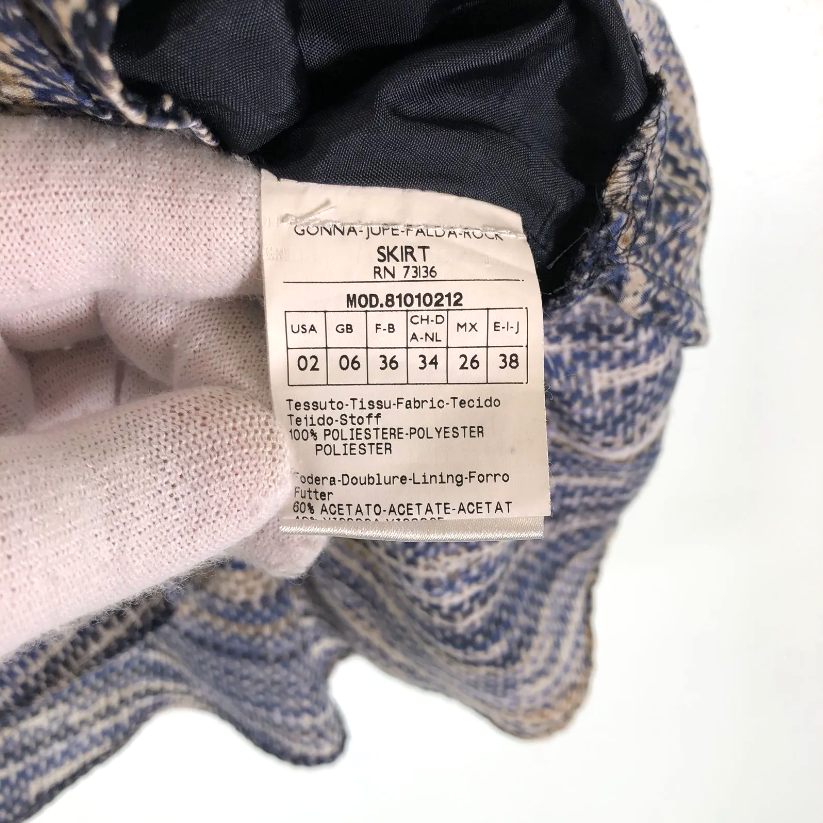 GONNA-JUPE-FALDA-ROCK
SKIRT
RN 73136
MOD.81010212
USA GB F-B CH-D A-NL MX E-I-J
02 06 36 34 26 38
Tessuto-Tissu-Fabric-Tecido
Tejido-Stoff
100% POLIESTERE-POLYESTER
POLIESTER
Fodera-Doublure-Lining-Forro
Futter
60% ACETATO-ACETATE-ACETAT